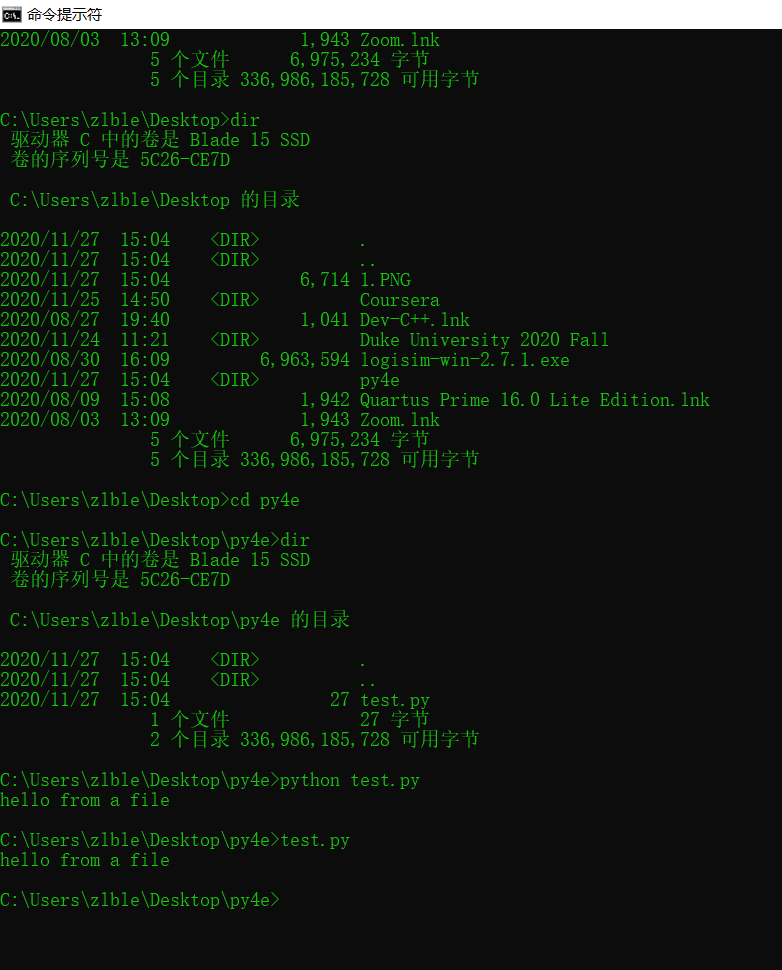 命令提示符
2020/08/03  13:09             1,943 Zoom.lnk
               5 个文件      6,975,234 字节
               5 个目录 336,986,185,728 可用字节
C:\Users\zlble\Desktop>dir
 驱动器 C 中的卷是 Blade 15 SSD
 卷的序列号是 5C26-CE7D
 C:\Users\zlble\Desktop 的目录
2020/11/27  15:04    <DIR>          .
2020/11/27  15:04    <DIR>          ..
2020/11/27  15:04             6,714 1.PNG
2020/11/25  14:50    <DIR>          Coursera
2020/08/27  19:40             1,041 Dev-C++.lnk
2020/11/24  11:21    <DIR>          Duke University 2020 Fall
2020/08/30  16:09         6,963,594 logisim-win-2.7.1.exe
2020/11/27  15:04    <DIR>          py4e
2020/08/09  15:08             1,942 Quartus Prime 16.0 Lite Edition.lnk
2020/08/03  13:09             1,943 Zoom.lnk
               5 个文件      6,975,234 字节
               5 个目录 336,986,185,728 可用字节
C:\Users\zlble\Desktop>cd py4e
C:\Users\zlble\Desktop\py4e>dir
 驱动器 C 中的卷是 Blade 15 SSD
 卷的序列号是 5C26-CE7D
 C:\Users\zlble\Desktop\py4e 的目录
2020/11/27  15:04    <DIR>          .
2020/11/27  15:04    <DIR>          ..
2020/11/27  15:04                27 test.py
               1 个文件             27 字节
               2 个目录 336,986,185,728 可用字节
C:\Users\zlble\Desktop\py4e>python test.py
hello from a file
C:\Users\zlble\Desktop\py4e>test.py
hello from a file
C:\Users\zlble\Desktop\py4e>